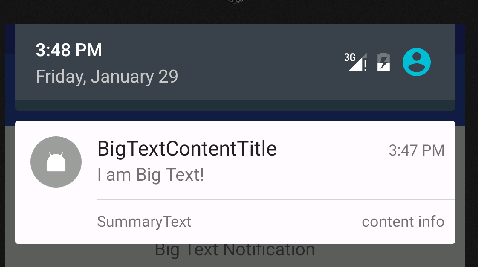 3:48 PM
Friday, January 29
3G
BigTextContentTitle
3:47 PM
I am Big Text!
SummaryText
content info
Big Text Notification